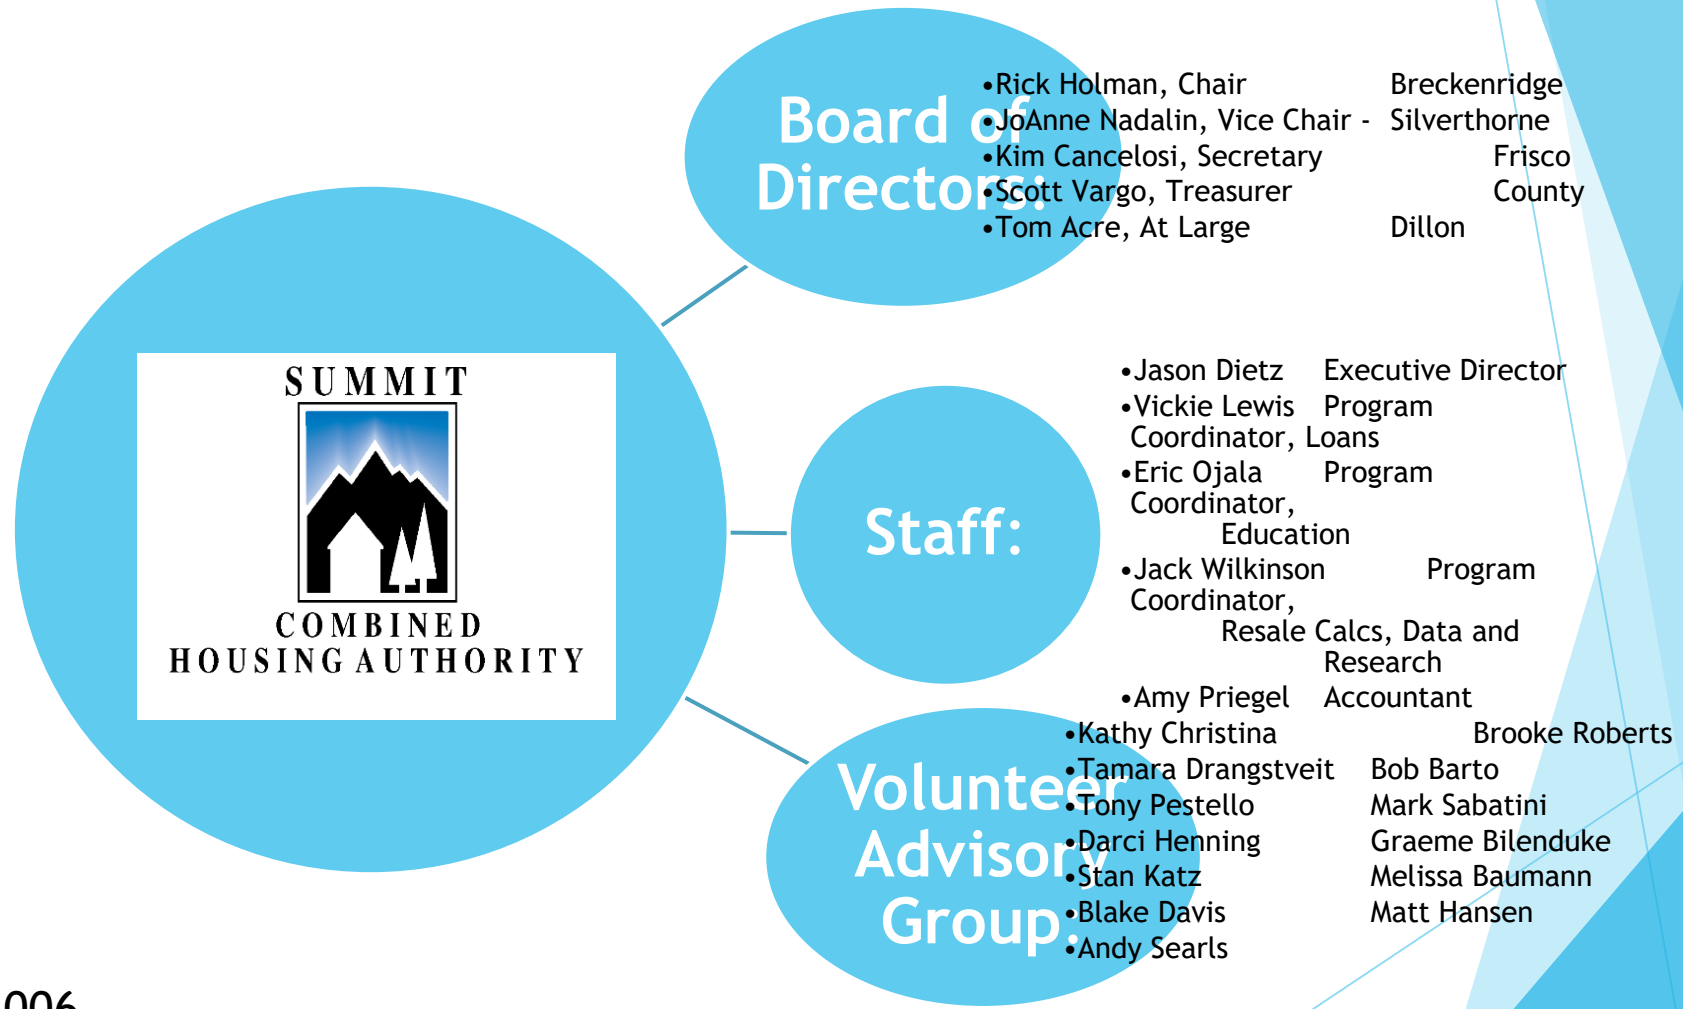 SUMMIT
COMBINED
HOUSING AUTHORITY
Board of
Directors:
•Rick Holman, Chair Breckenridge
•JoAnne Nadalin, Vice Chair - Silverthorne
•Kim Cancelosi, Secretary Frisco
•Scott Vargo, Treasurer County
•Tom Acre, At Large Dillon
Staff:
•Jason Dietz Executive Director
•Vickie Lewis Program
Coordinator, Loans
•Eric Ojala Program
Coordinator,
Education
•Jack Wilkinson Program
Coordinator,
Resale Calcs, Data and
Research
•Amy Priegel Accountant
Volunteer
Advisory
Group:
•Kathy Christina Brooke Roberts
•Tamara Drangstveit Bob Barto
•Tony Pestello Mark Sabatini
•Darci Henning Graeme Bilenduke
•Stan Katz Melissa Baumann
•Blake Davis Matt Hansen
•Andy Searls